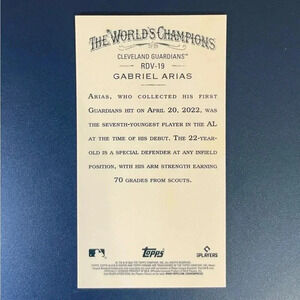 THE WORLD'S CHAMPIONS
CLEVELAND GUARDIANS™
RDV-19
GABRIEL ARIAS
ARIAS, WHO COLLECTED HIS FIRST
GUARDIANS HIT ON APRIL 20, 2022, WAS
THE SEVENTH-YOUNGEST PLAYER IN THE AL
AT THE TIME OF HIS DEBUT. THE 22-YEAR-
OLD IS A SPECIAL DEFENDER AT ANY INFIELD
POSITION, WITH HIS ARM STRENGTH EARNING
70 GRADES FROM SCOUTS.
Topps
PLAYERS